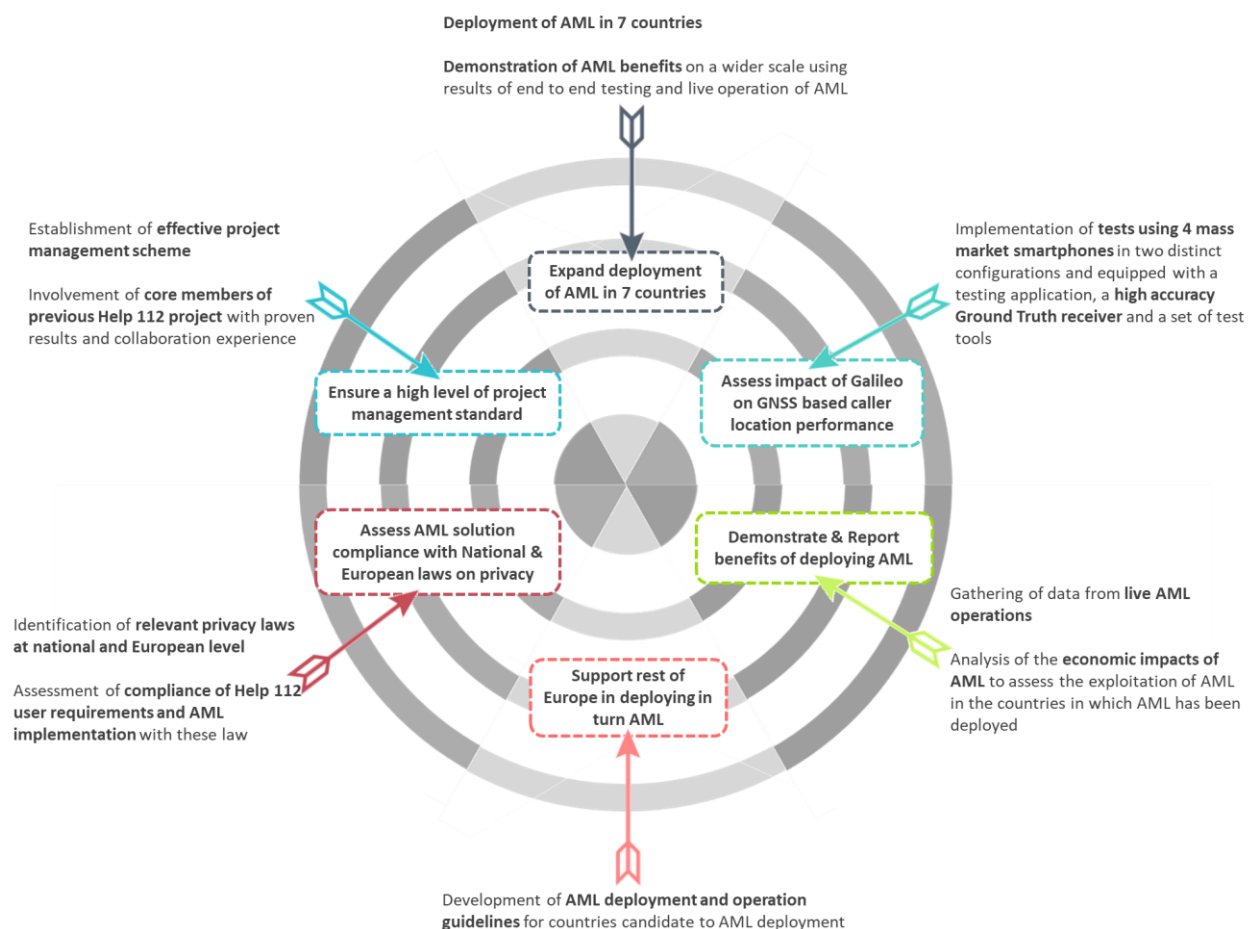 Deployment of AML in 7 countries
Demonstration of AML benefits on a wider scale using
results of end to end testing and live operation of AML
Expand deployment
of AML in 7 countries
Establishment of effective project
management scheme
Involvement of core members of
previous Help 112 project with proven
results and collaboration experience
Ensure a high level of project
management standard
Implementation of tests using 4 mass
market smartphones in two distinct
configurations and equipped with a
testing application, a high accuracy
Ground Truth receiver and a set of test
tools
Assess impact of Galileo
on GNSS based caller
location performance
Assess AML solution
compliance with National &
European laws on privacy
Identification of relevant privacy laws
at national and European level
Assessment of compliance of Help 112
user requirements and AML
implementation with these law
Demonstrate & Report
benefits of deploying AML
Gathering of data from live AML
operations
Analysis of the economic impacts of
AML to assess the exploitation of AML
in the countries in which AML has been
deployed
Support rest of
Europe in deploying in
turn AML
Development of AML deployment and operation
guidelines for countries candidate to AML deployment